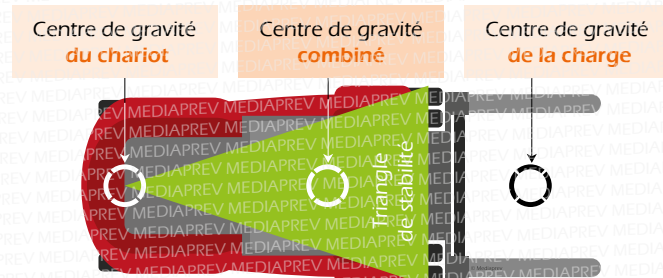 Centre de gravité
du chariot
Centre de gravité
combiné
Centre de gravité
de la charge
Triangle
de stabilité
MEDIAPREV